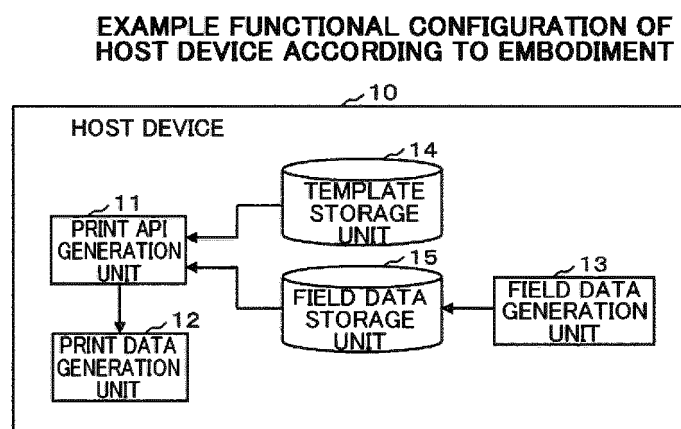 EXAMPLE FUNCTIONAL CONFIGURATION OF
HOST DEVICE ACCORDING TO EMBODIMENT
10
HOST DEVICE
14
TEMPLATE
STORAGE
UNIT
11
PRINT API
GENERATION
UNIT
15
FIELD DATA
STORAGE
UNIT
13
FIELD DATA
GENERATION
UNIT
12
PRINT DATA
GENERATION
UNIT